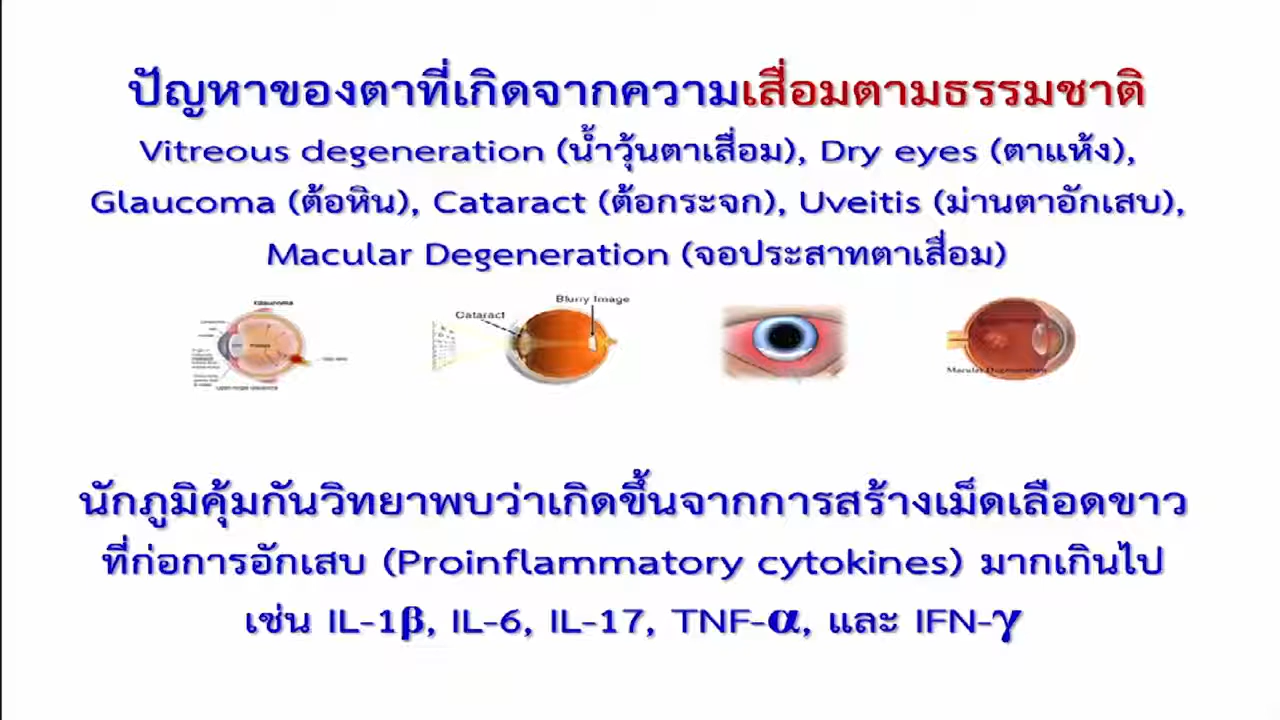 ปัญหาของตาที่เกิดจากความเสื่อมตามธรรมชาติ
Vitreous degeneration (น้ำวุ้นตาเสื่อม), Dry eyes (ตาแห้ง),
Glaucoma (ต้อหิน), Cataract (ต้อกระจก), Uveitis (ม่านตาอักเสบ),
Macular Degeneration (จอประสาทตาเสื่อม)
Glaucoma
Blurry Image
Cataract
Macular Degeneration
นักภูมิคุ้มกันวิทยาพบว่าเกิดขึ้นจากการสร้างเม็ดเลือดขาว
ที่ก่อการอักเสบ (Proinflammatory cytokines) มากเกินไป
เช่น IL-1β, IL-6, IL-17, TNF-α, และ IFN-γ